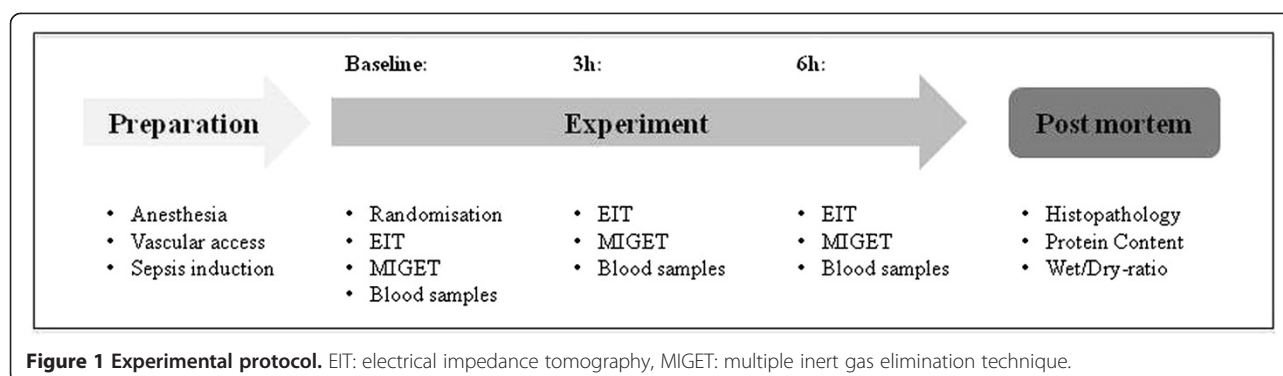 Baseline: 3h: 6h:
Preparation Experiment Post mortem
• Anesthesia
• Vascular access
• Sepsis induction
• Randomisation
• EIT
• MIGET
• Blood samples
• EIT
• MIGET
• Blood samples
• EIT
• MIGET
• Blood samples
• Histopathology
• Protein Content
• Wet/Dry-ratio
Figure 1 Experimental protocol. EIT: electrical impedance tomography, MIGET: multiple inert gas elimination technique.